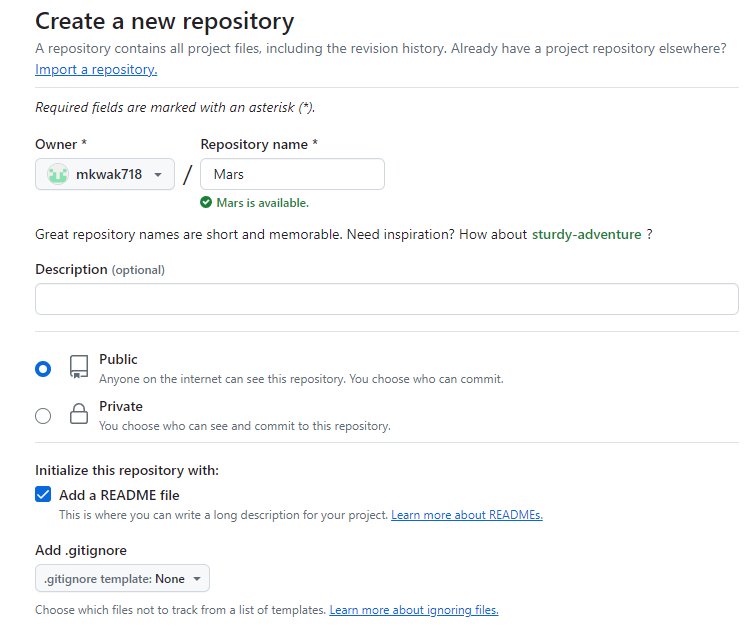 Create a new repository
A repository contains all project files, including the revision history. Already have a project repository elsewhere?
Import a repository.
Required fields are marked with an asterisk (*).
Owner * Repository name *
mkwak718 / Mars
Mars is available.
Great repository names are short and memorable. Need inspiration? How about sturdy-adventure ?
Description (optional)
Public
Anyone on the internet can see this repository. You choose who can commit.
Private
You choose who can see and commit to this repository.
Initialize this repository with:
Add a README file
This is where you can write a long description for your project. Learn more about READMEs.
Add .gitignore
.gitignore template: None
Choose which files not to track from a list of templates. Learn more about ignoring files.